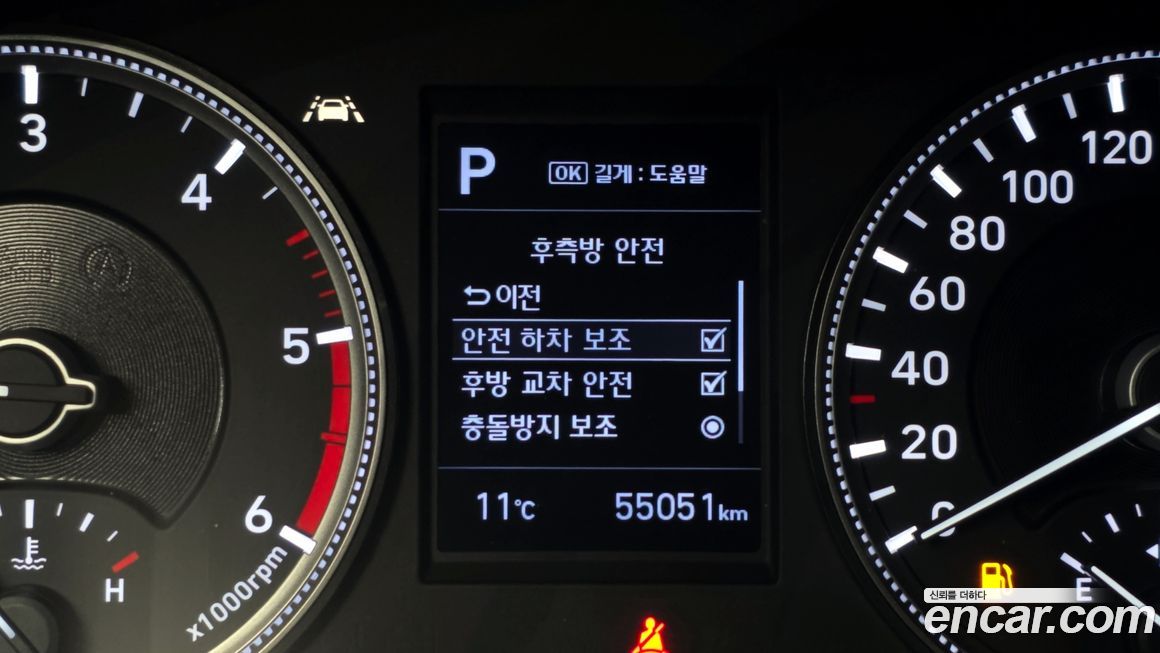 3
4
5
6
x1000rpm
H
P
OK 길게 : 도움말
후측방 안전
이전
안전 하차 보조
후방 교차 안전
충돌방지 보조
11℃ 55051km
120
100
80
60
40
20
0
E
A
신뢰를 더하다
encar.com